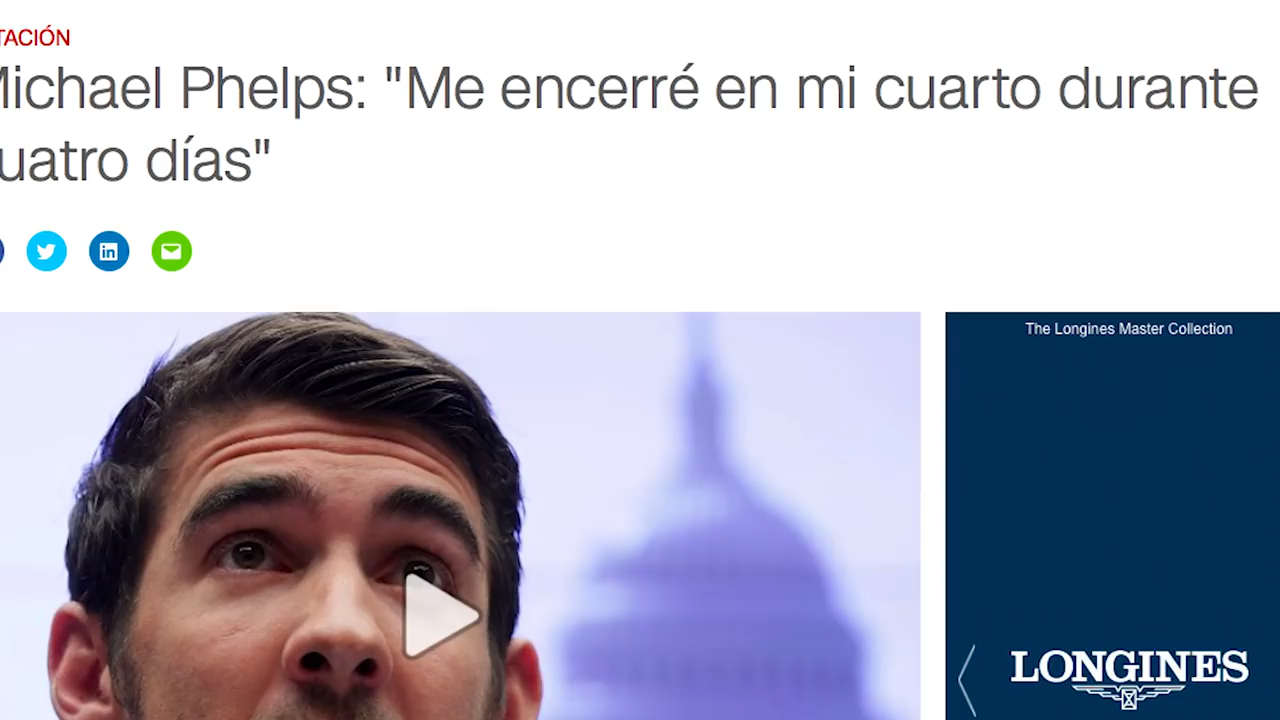 TACIÓN
Michael Phelps: "Me encerré en mi cuarto durante
uatro días"
The Longines Master Collection
LONGINES